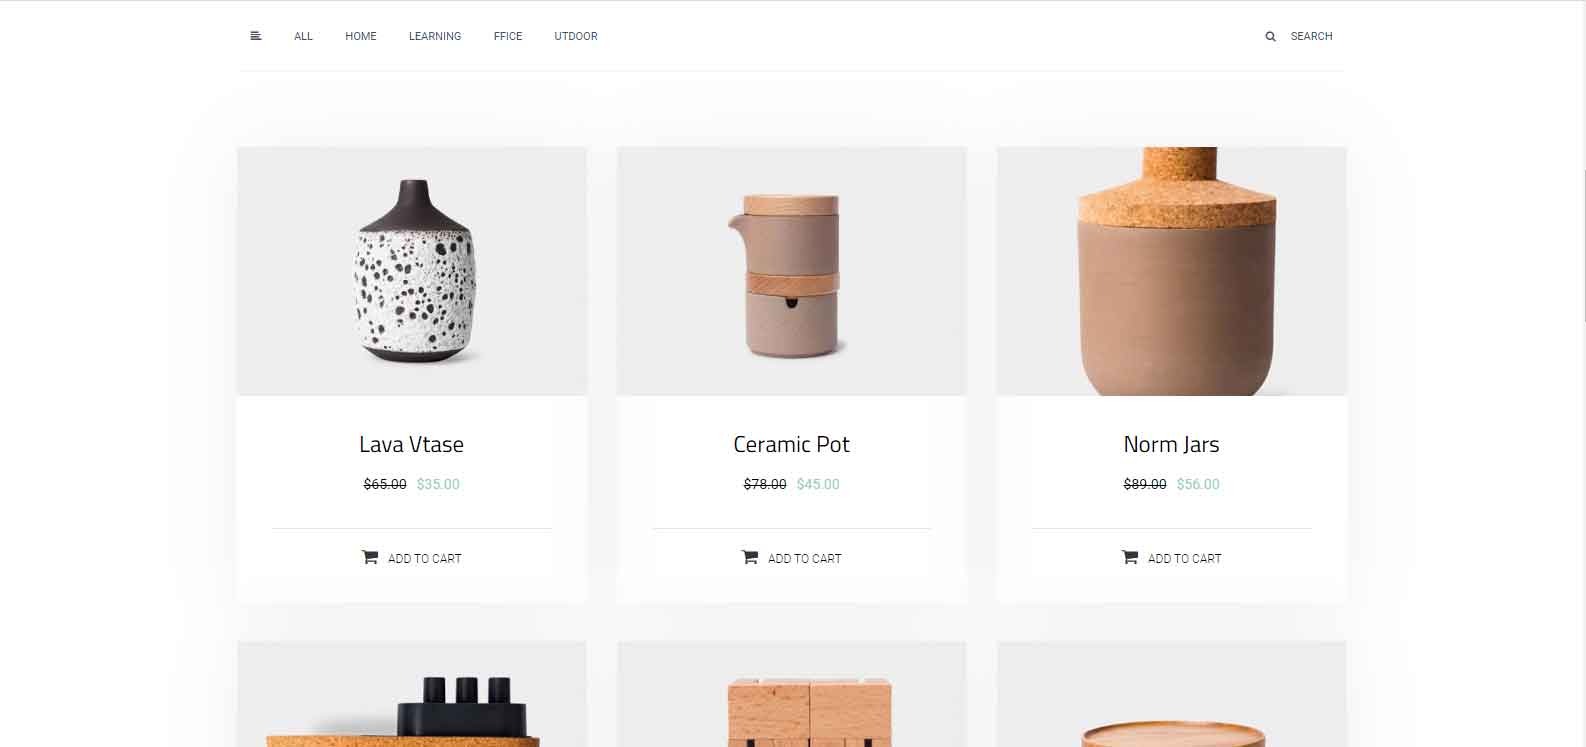 ALL HOME LEARNING FFICE UTDOOR SEARCH
Lava Vtase Ceramic Pot Norm Jars
$65.00 $35.00 $78.00 $45.00 $89.00 $56.00
ADD TO CART ADD TO CART ADD TO CART